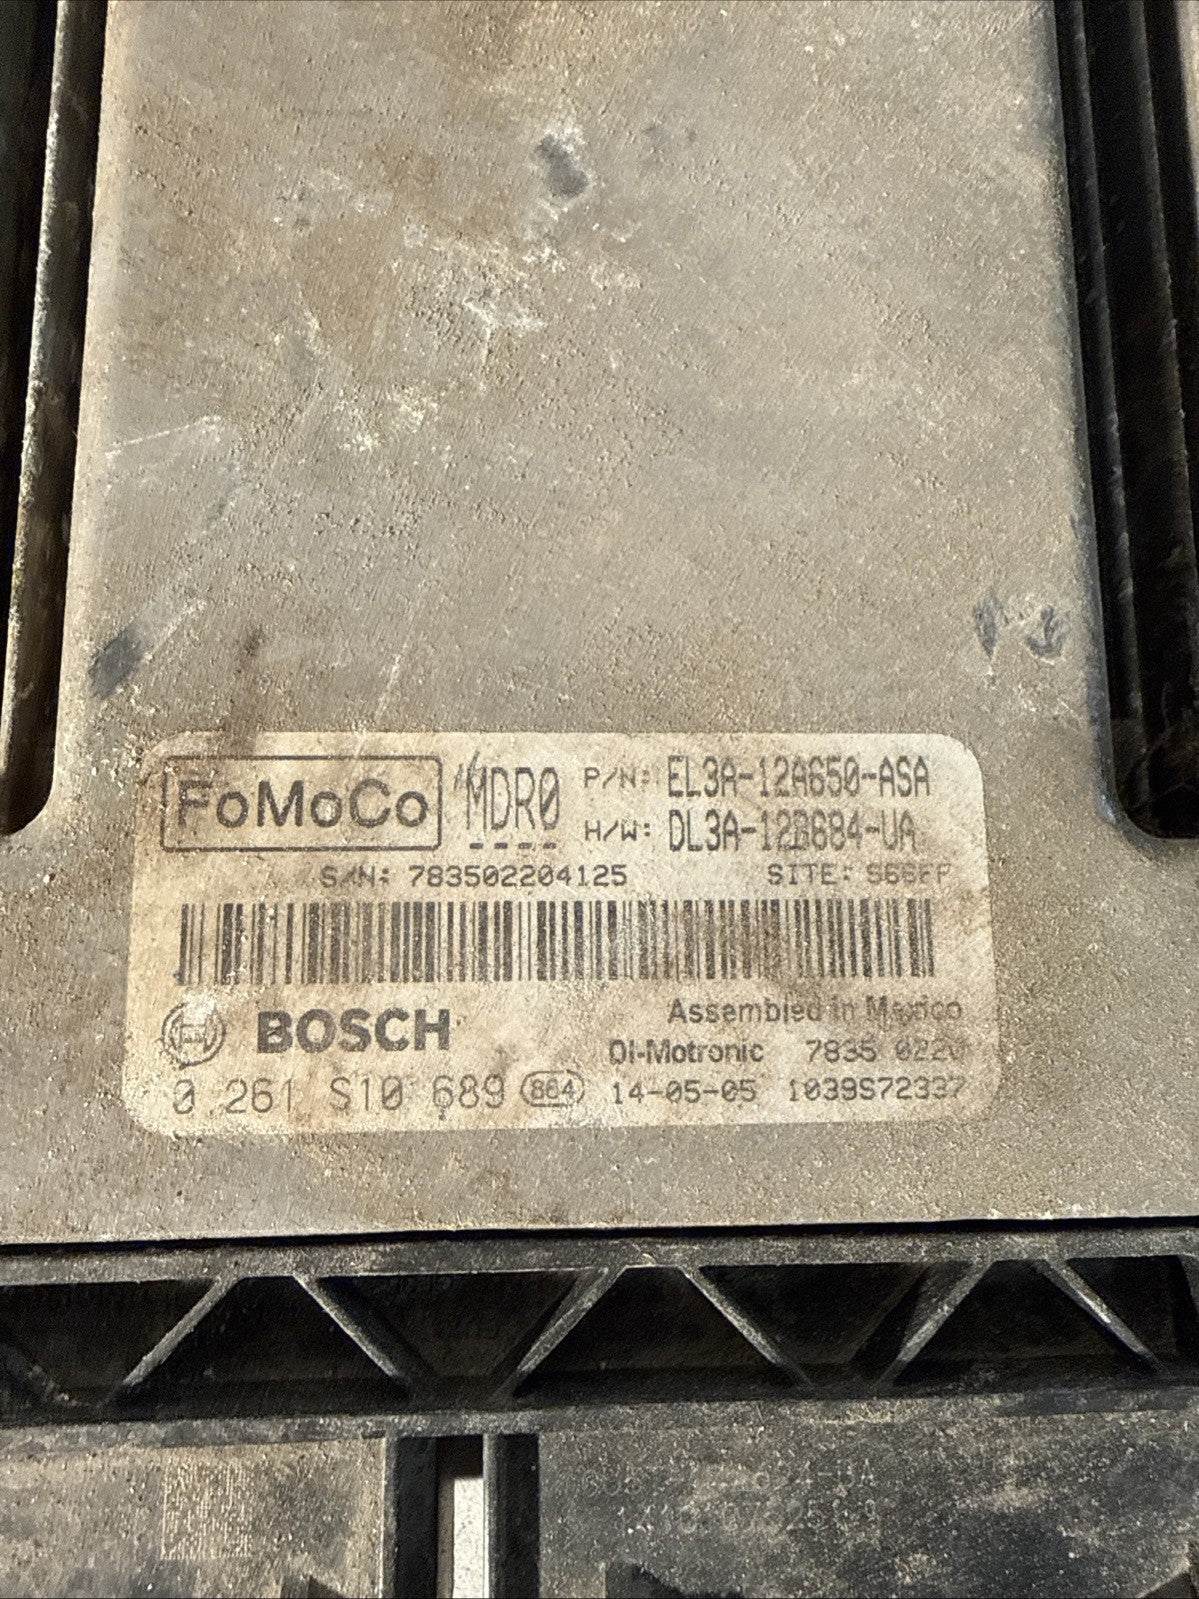 FoMoCo MDR0 P/N: EL3A-12A650-ASA
H/W: DL3A-12B684-UA
S/N: 783502204125 SITE:
BOSCH Assembled in Mexico
DI-Motronic 7835 0220
0 261 S10 689 864 14-05-05 1039S72337